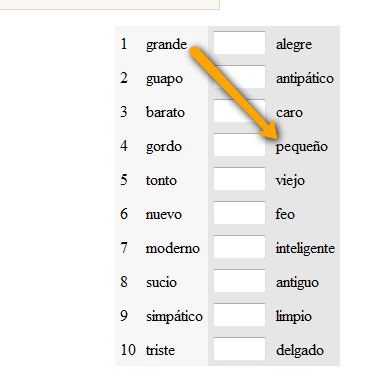 1 grande alegre
2 guapo antipático
3 barato caro
4 gordo pequeño
5 tonto viejo
6 nuevo feo
7 moderno inteligente
8 sucio antiguo
9 simpático limpio
10 triste delgado